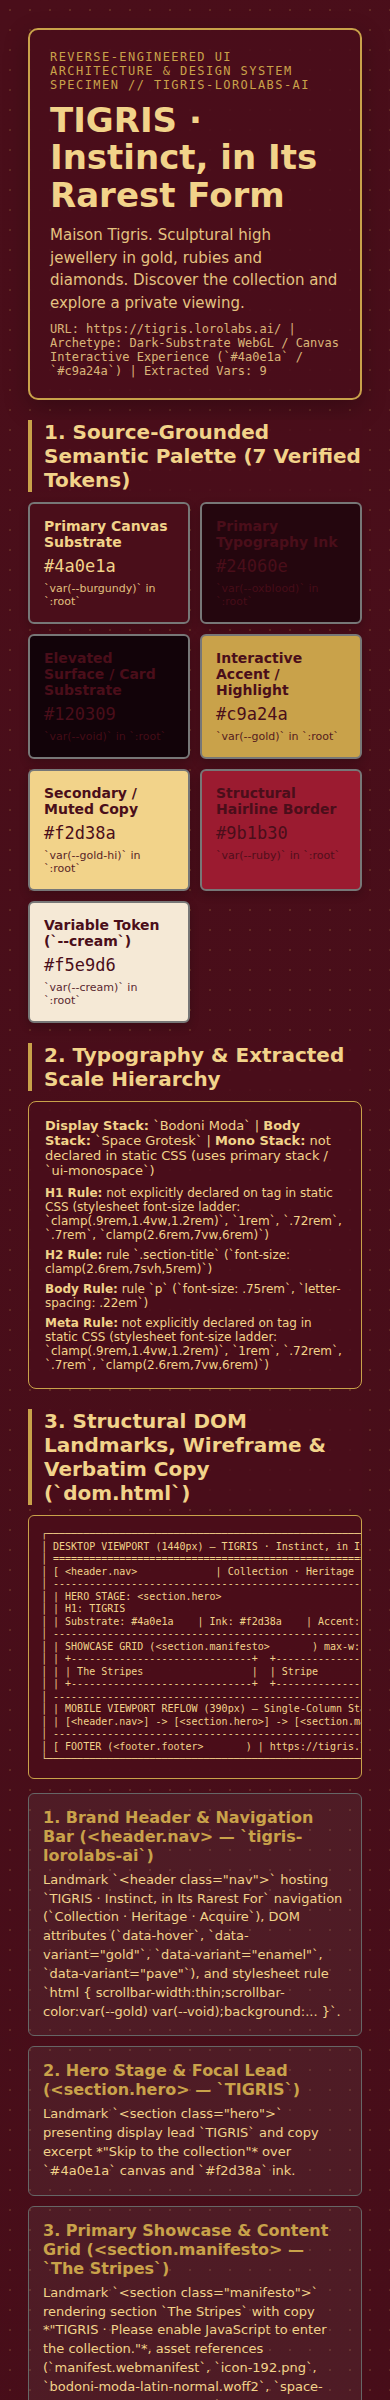 REVERSE-ENGINEERED UI
ARCHITECTURE & DESIGN SYSTEM
SPECIMEN // TIGRIS-LOROLABS-AI
TIGRIS ·
Instinct, in Its
Rarest Form
Maison Tigris. Sculptural high
jewellery in gold, rubies and
diamonds. Discover the collection and
explore a private viewing.
URL: https://tigris.lorolabs.ai/ |
Archetype: Dark-Substrate WebGL / Canvas
Interactive Experience (`#4a0e1a` /
`#c9a24a`) | Extracted Vars: 9
1. Source-Grounded
Semantic Palette (7 Verified
Tokens)
Primary Canvas
Substrate
#4a0e1a
`var(--burgundy)` in
`:root`
Primary
Typography Ink
#24060e
`var(--oxblood)` in
`:root`
Elevated
Surface / Card
Substrate
#120309
`var(--void)` in `:root`
Interactive
Accent /
Highlight
#c9a24a
`var(--gold)` in `:root`
Secondary /
Muted Copy
#f2d38a
`var(--gold-hi)` in
`:root`
Structural
Hairline Border
#9b1b30
`var(--ruby)` in `:root`
Variable Token
(`--cream`)
#f5e9d6
`var(--cream)` in
`:root`
2. Typography & Extracted
Scale Hierarchy
Display Stack: `Bodoni Moda` | Body
Stack: `Space Grotesk` | Mono Stack: not
declared in static CSS (uses primary stack /
`ui-monospace`)
H1 Rule: not explicitly declared on tag in static
CSS (stylesheet font-size ladder:
`clamp(.9rem,1.4vw,1.2rem)`, `1rem`, `.72rem`,
`.7rem`, `clamp(2.6rem,7vw,6rem)`)
H2 Rule: rule `.section-title` (`font-size:
clamp(2.6rem,7svh,5rem)`)
Body Rule: rule `p` (`font-size: .75rem`, `letter-
spacing: .22em`)
Meta Rule: not explicitly declared on tag in
static CSS (stylesheet font-size ladder:
`clamp(.9rem,1.4vw,1.2rem)`, `1rem`, `.72rem`,
`.7rem`, `clamp(2.6rem,7vw,6rem)`)
3. Structural DOM
Landmarks, Wireframe &
Verbatim Copy
(`dom.html`)
DESKTOP VIEWPORT (1440px) — TIGRIS · Instinct, in I
[ <header.nav> | Collection · Heritage
| HERO STAGE: <section.hero>
| H1: TIGRIS
| Substrate: #4a0e1a | Ink: #f2d38a | Accent:
| SHOWCASE GRID (<section.manifesto> ) max-w:
| | The Stripes | | Stripe
| MOBILE VIEWPORT REFLOW (390px) — Single-Column St
| [<header.nav>] -> [<section.hero>] -> [<section.m
[ FOOTER (<footer.footer> ) | https://tigris.
1. Brand Header & Navigation
Bar (<header.nav> — `tigris-
lorolabs-ai`)
Landmark `<header class="nav">` hosting
`TIGRIS · Instinct, in Its Rarest For` navigation
(`Collection · Heritage · Acquire`), DOM
attributes (`data-hover`, `data-
variant="gold"`, `data-variant="enamel"`,
`data-variant="pave"`), and stylesheet rule
`html { scrollbar-width:thin;scrollbar-
color:var(--gold) var(--void);background:... }`.
2. Hero Stage & Focal Lead
(<section.hero> — `TIGRIS`)
Landmark `<section class="hero">`
presenting display lead `TIGRIS` and copy
excerpt *"Skip to the collection"* over
`#4a0e1a` canvas and `#f2d38a` ink.
3. Primary Showcase & Content
Grid (<section.manifesto> —
`The Stripes`)
Landmark `<section class="manifesto">`
rendering section `The Stripes` with copy
*"TIGRIS · Please enable JavaScript to enter
the collection."*, asset references
(`manifest.webmanifest`, `icon-192.png`,
`bodoni-moda-latin-normal.woff2`, `space-